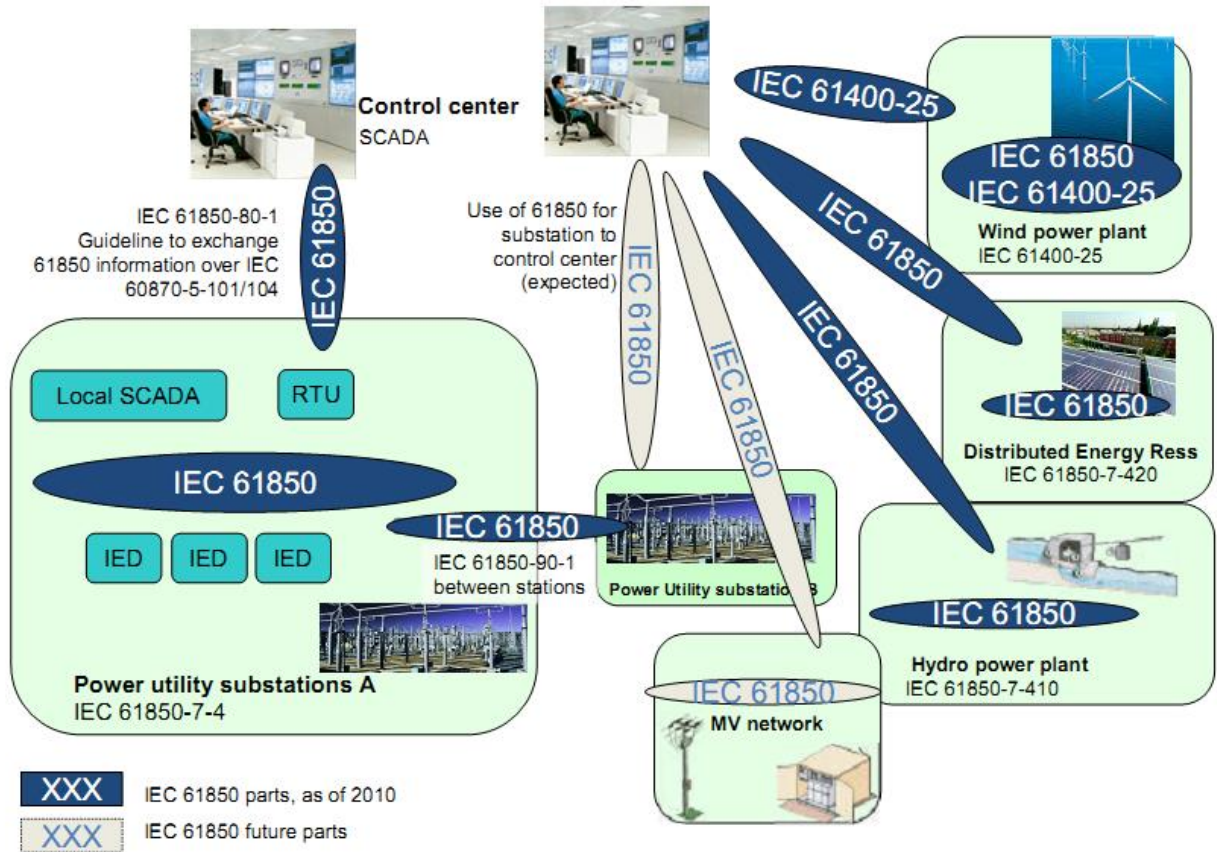 Control center
SCADA
IEC 61850-80-1
Guideline to exchange
61850 information over IEC
60870-5-101/104
IEC 61850
Use of 61850 for
substation to
control center
(expected)
IEC 61850
IEC 61850
IEC 61850
IEC 61850
IEC 61400-25
IEC 61850
IEC 61400-25
Wind power plant
IEC 61400-25
IEC 61850
Distributed Energy Ress
IEC 61850-7-420
IEC 61850
Hydro power plant
IEC 61850-7-410
Local SCADA
RTU
IEC 61850
IED
IED
IED
Power utility substations A
IEC 61850-7-4
IEC 61850
IEC 61850-90-1
between stations
Power Utility substation B
IEC 61850
MV network
XXX
IEC 61850 parts, as of 2010
XXX
IEC 61850 future parts